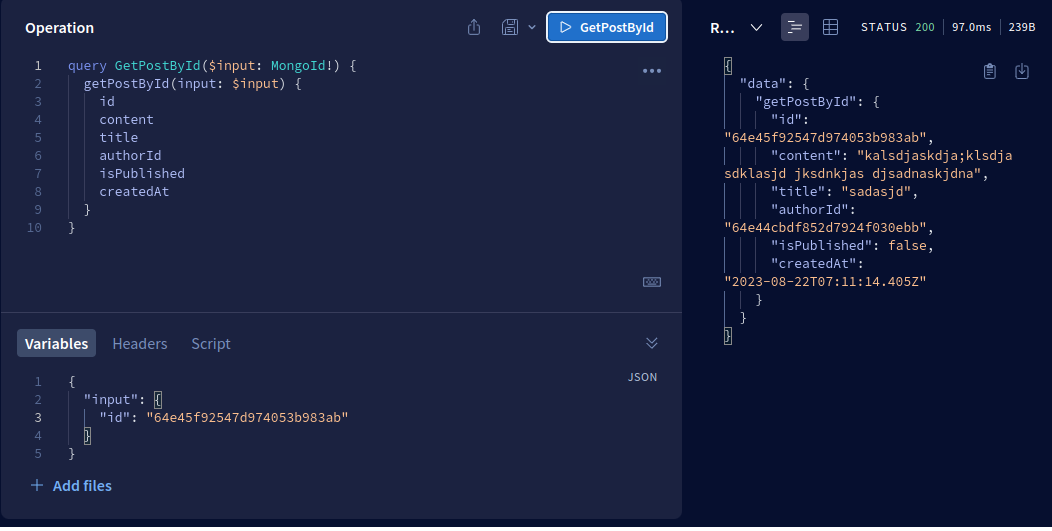 Operation
GetPostById
1 query GetPostById($input: MongoId!) {
2 getPostById(input: $input) {
3 id
4 content
5 title
6 authorId
7 isPublished
8 createdAt
9 }
10 }
Variables Headers Script
JSON
1 {
2 "input": {
3 "id": "64e45f92547d974053b983ab"
4 }
5 }
+ Add files
R... STATUS 200 97.0ms 239B
{
"data": {
"getPostById": {
"id":
"64e45f92547d974053b983ab",
"content": "kalsdjaskdja;klsdja
sdklasjd jksdnkjas djsadnaskjdna",
"title": "sadasjd",
"authorId":
"64e44cbdf852d7924f030ebb",
"isPublished": false,
"createdAt":
"2023-08-22T07:11:14.405Z"
}
}
}